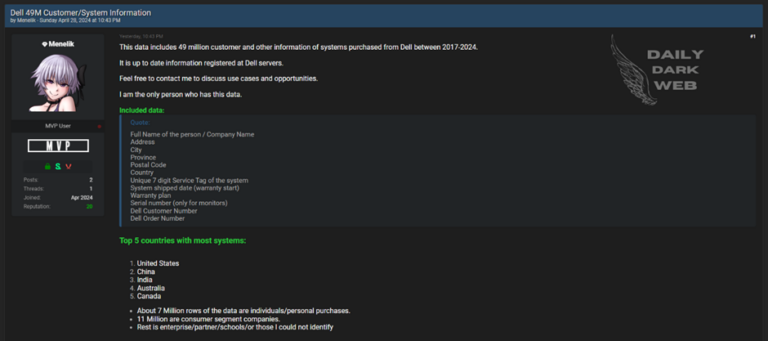 Dell 49M Customer/System Information
by Menelik - Sunday April 28, 2024 at 10:43 PM
Menelik
MVP User
MVP
Posts: 2
Threads: 1
Joined: Apr 2024
Reputation: 20
Yesterday, 10:43 PM
#1
This data includes 49 million customer and other information of systems purchased from Dell between 2017-2024.
It is up to date information registered at Dell servers.
Feel free to contact me to discuss use cases and opportunities.
I am the only person who has this data.
Included data:
Quote:
Full Name of the person / Company Name
Address
City
Province
Postal Code
Country
Unique 7 digit Service Tag of the system
System shipped date (warranty start)
Warranty plan
Serial number (only for monitors)
Dell Customer Number
Dell Order Number
Top 5 countries with most systems:
1. United States
2. China
3. India
4. Australia
5. Canada
• About 7 Million rows of the data are individuals/personal purchases.
• 11 Million are consumer segment companies.
• Rest is enterprise/partner/schools/or those I could not identify
DAILY
DARK
WEB